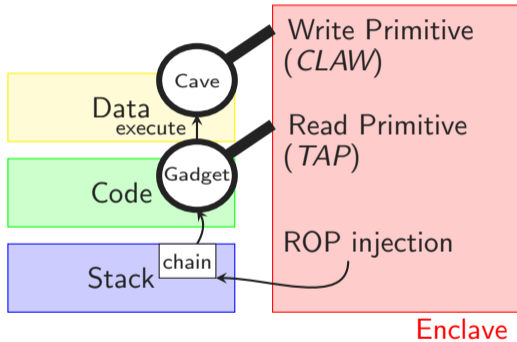 Write Primitive
(CLAW)
Cave
Data
execute
Read Primitive
(TAP)
Gadget
Code
ROP injection
chain
Stack
Enclave